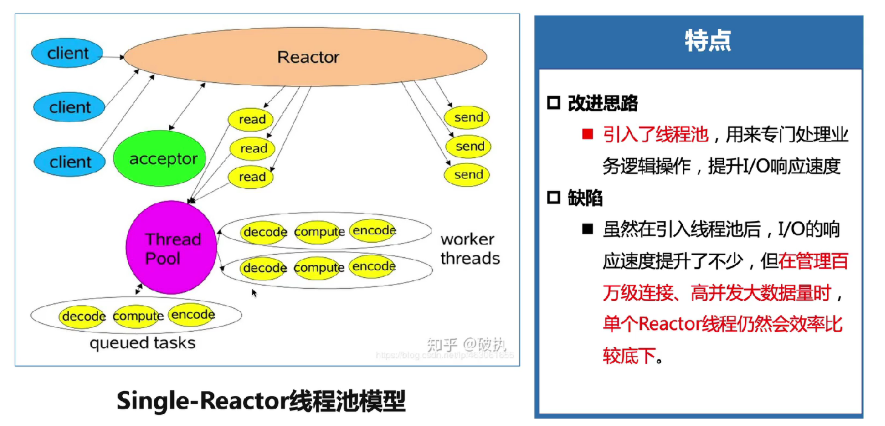 client
Reactor
client
read
send
read
send
client
acceptor
read
send
Thread
Pool
decode compute encode
worker
threads
decode compute encode
decode compute encode
queued tasks
知乎 @破执
Single-Reactor线程池模型
特点
改进思路
引入了线程池，用来专门处理业
务逻辑操作，提升I/O响应速度
缺陷
虽然在引入线程池后，I/O的响
应速度提升了不少，但在管理百
万级连接、高并发大数据量时，
单个Reactor线程仍然会效率比
较底下。